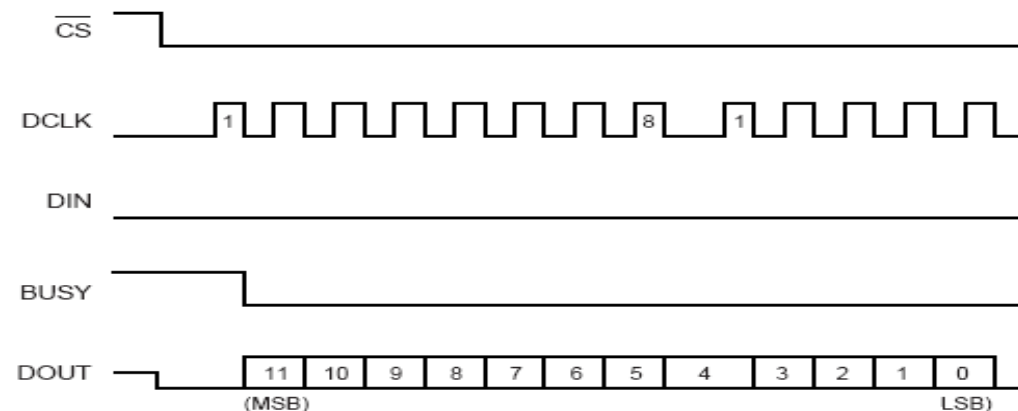 CS
DCLK 1 8 1
DIN
BUSY
DOUT 11 10 9 8 7 6 5 4 3 2 1 0
(MSB) LSB)